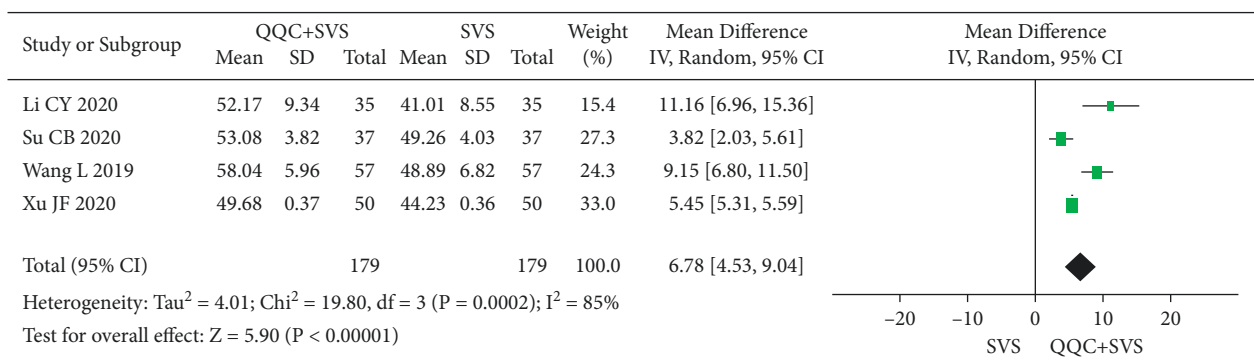 Study or Subgroup QQC+SVS SVS Weight Mean Difference Mean Difference
Mean SD Total Mean SD Total (%) IV, Random, 95% CI IV, Random, 95% CI
Li CY 2020 52.17 9.34 35 41.01 8.55 35 15.4 11.16 [6.96, 15.36]
Su CB 2020 53.08 3.82 37 49.26 4.03 37 27.3 3.82 [2.03, 5.61]
Wang L 2019 58.04 5.96 57 48.89 6.82 57 24.3 9.15 [6.80, 11.50]
Xu JF 2020 49.68 0.37 50 44.23 0.36 50 33.0 5.45 [5.31, 5.59]
Total (95% CI) 179 179 100.0 6.78 [4.53, 9.04]
Heterogeneity: Tau² = 4.01; Chi² = 19.80, df = 3 (P = 0.0002); I² = 85%
Test for overall effect: Z = 5.90 (P < 0.00001)
–20 –10 0 10 20
SVS QQC+SVS